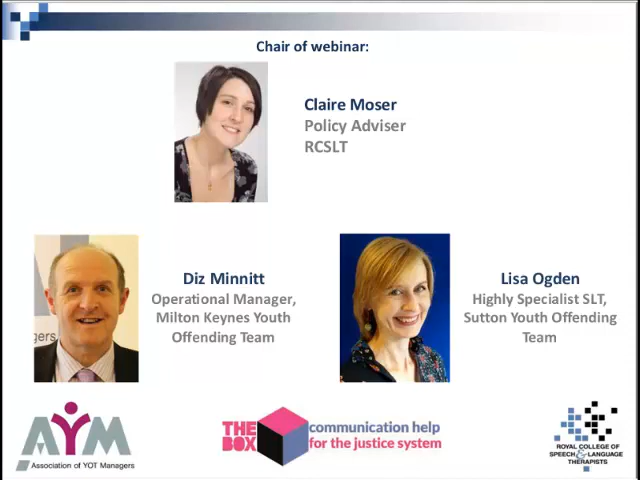 Chair of webinar:
Claire Moser
Policy Adviser
RCSLT
Diz Minnitt
Operational Manager,
Milton Keynes Youth
Offending Team
Lisa Ogden
Highly Specialist SLT,
Sutton Youth Offending
Team
gers
AYM
Association of YOT Managers
THE
BOX
communication help
for the justice system
ROYAL COLLEGE OF
SPEECH & LANGUAGE
THERAPISTS